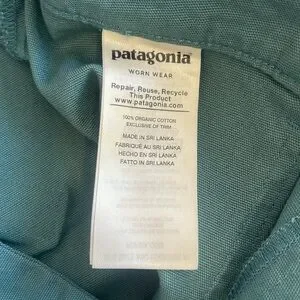 patagonia
WORN WEAR
Repair, Reuse, Recycle
This Product
www.patagonia.com
100% ORGANIC COTTON
EXCLUSIVE OF TRIM
MADE IN SRI LANKA
FABRIQUÉ AU SRI LANKA
HECHO EN SRI LANKA
FATTO IN SRI LANKA